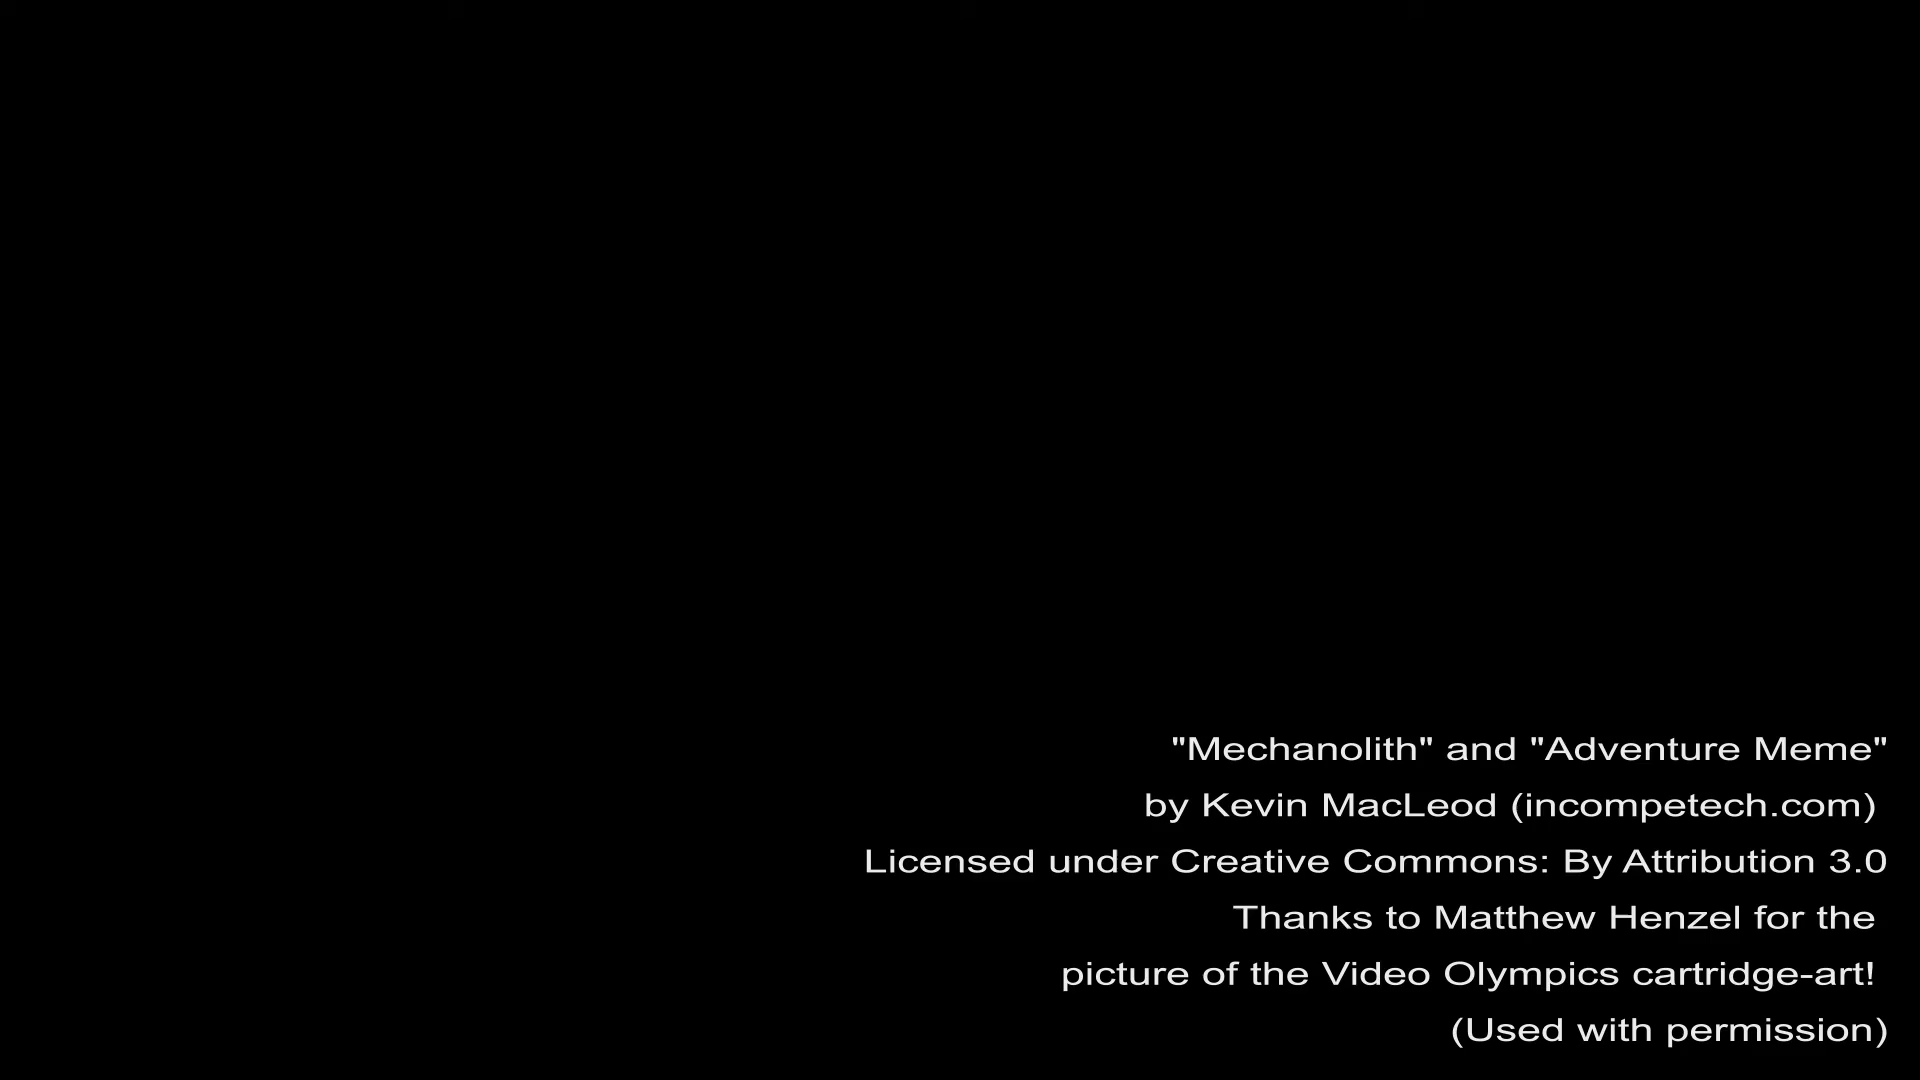 "Mechanolith" and "Adventure Meme"
by Kevin MacLeod (incompetech.com)
Licensed under Creative Commons: By Attribution 3.0
Thanks to Matthew Henzel for the
picture of the Video Olympics cartridge-art!
(Used with permission)